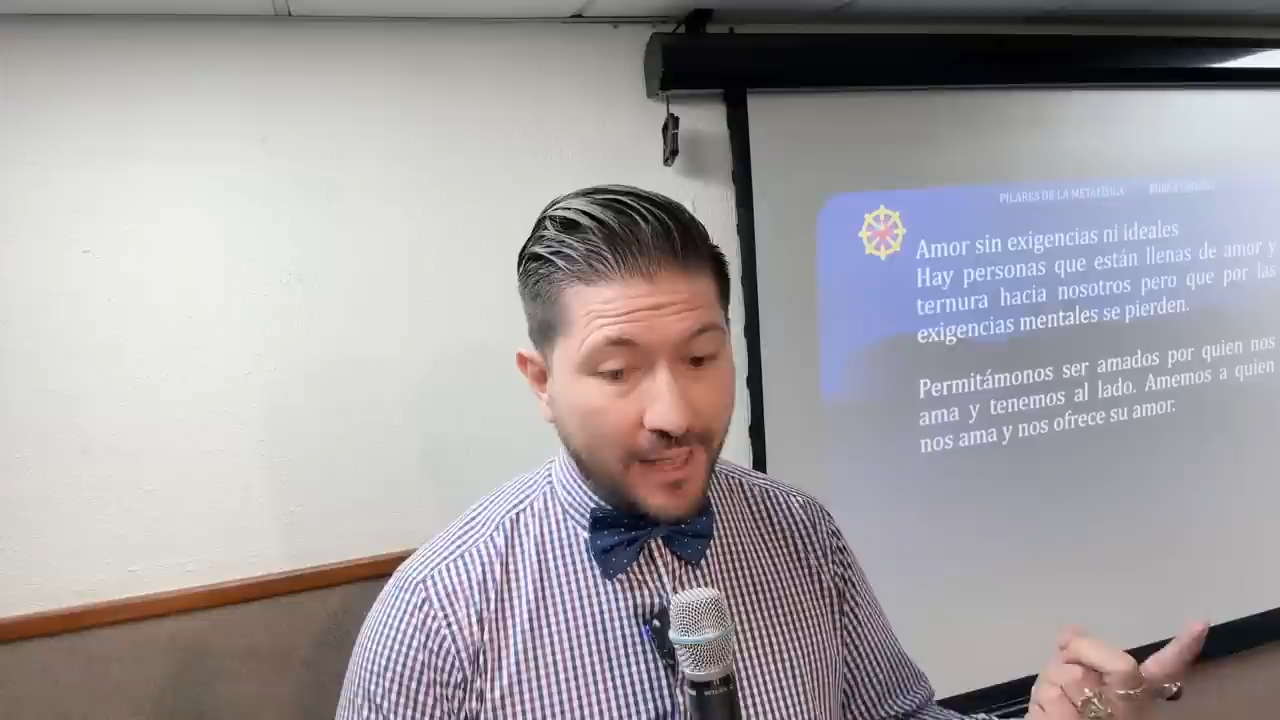 PILARES DE LA METAFÍSICA
Amor sin exigencias ni ideales
Hay personas que están llenas de amor y
ternura hacia nosotros pero que por las
exigencias mentales se pierden.
Permitámonos ser amados por quien nos
ama y tenemos al lado. Amemos a quien
nos ama y nos ofrece su amor.